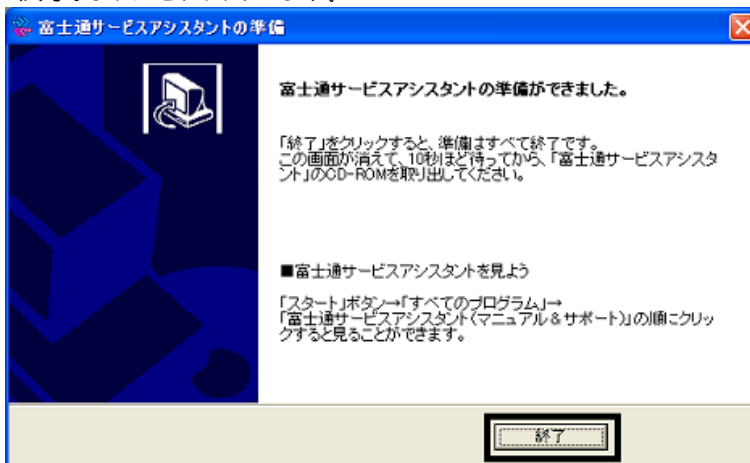 富士通サービスアシスタントの準備
富士通サービスアシスタントの準備ができました。
「終了」をクリックすると、準備はすべて終了です。
この画面が消えて、10秒ほど待ってから、「富士通サービスアシスタ
ント」のCD-ROMを取り出してください。
■富士通サービスアシスタントを見よう
「スタート」ボタン→「すべてのプログラム」→
「富士通サービスアシスタント(マニュアル&サポート)」の順にクリッ
クすると見ることができます。
終了